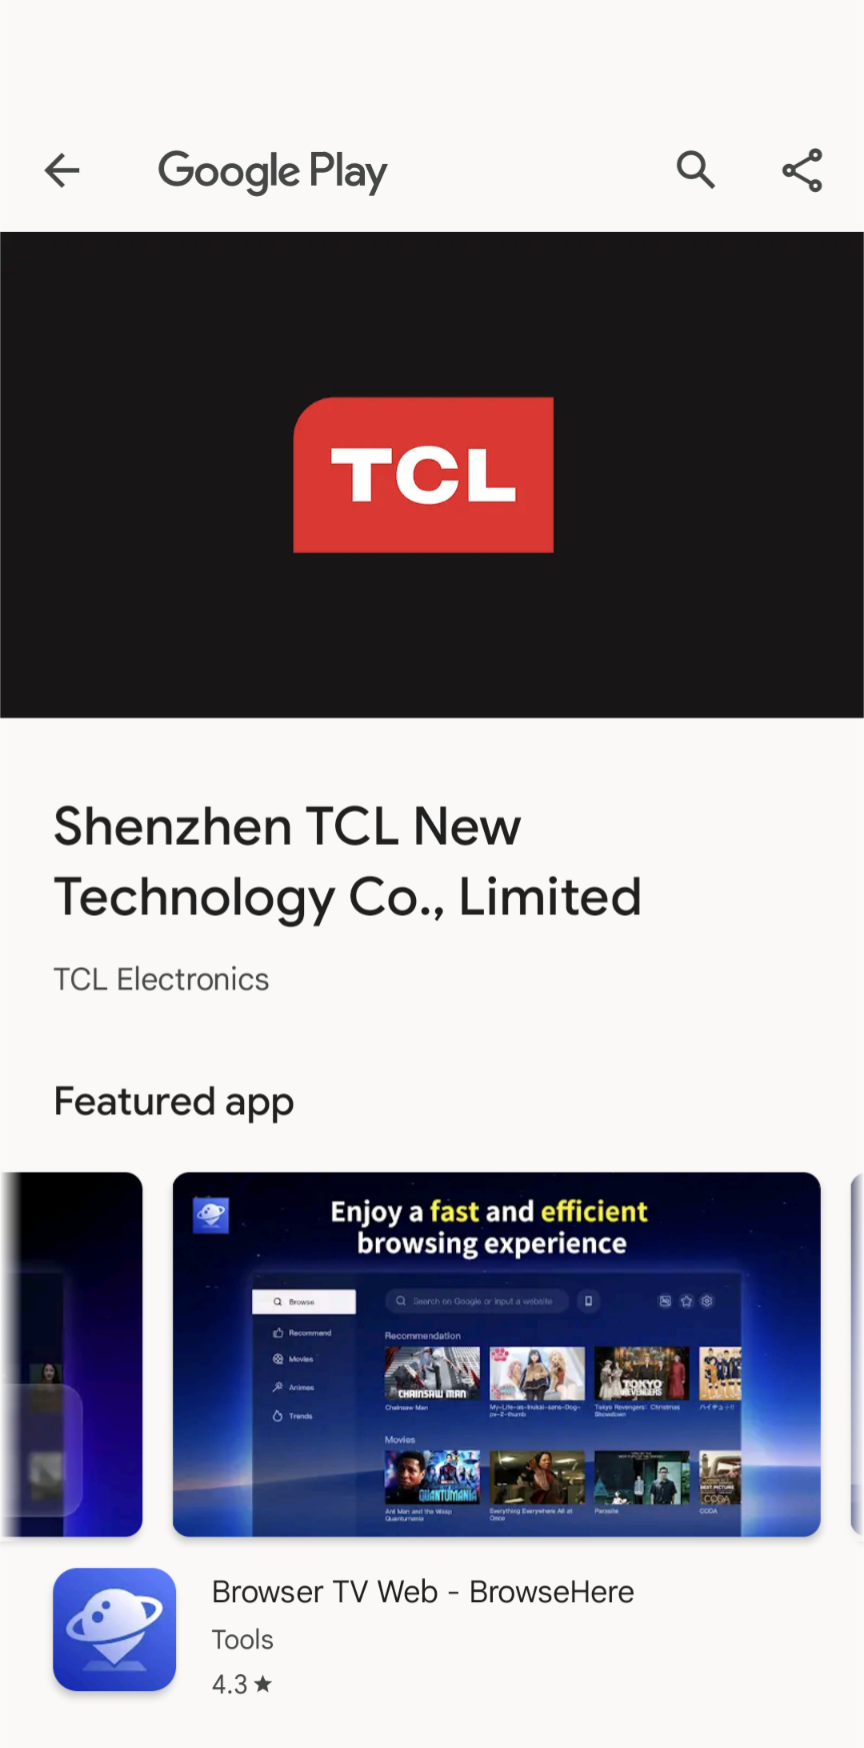 Google Play
TCL
Shenzhen TCL New
Technology Co., Limited
TCL Electronics
Featured app
Enjoy a fast and efficient
browsing experience
Browse
Search on Google or input a website
Recommend
Movies
Animes
Trends
Recommendation
CHAINSAW MAN
TOKYO
REVENGERS
Chainsaw Man
My-Life-as-Inukai-sans-Dog-
Tokyo Revengers: Christmas
Showdown
Movies
QUANTUMANIA
BEST PICTURE
CODA
Ant Man and the Wasp
Quantumania
Everything Everywhere All at
Once
Parasite
CODA
Browser TV Web - BrowseHere
Tools
4.3 ★